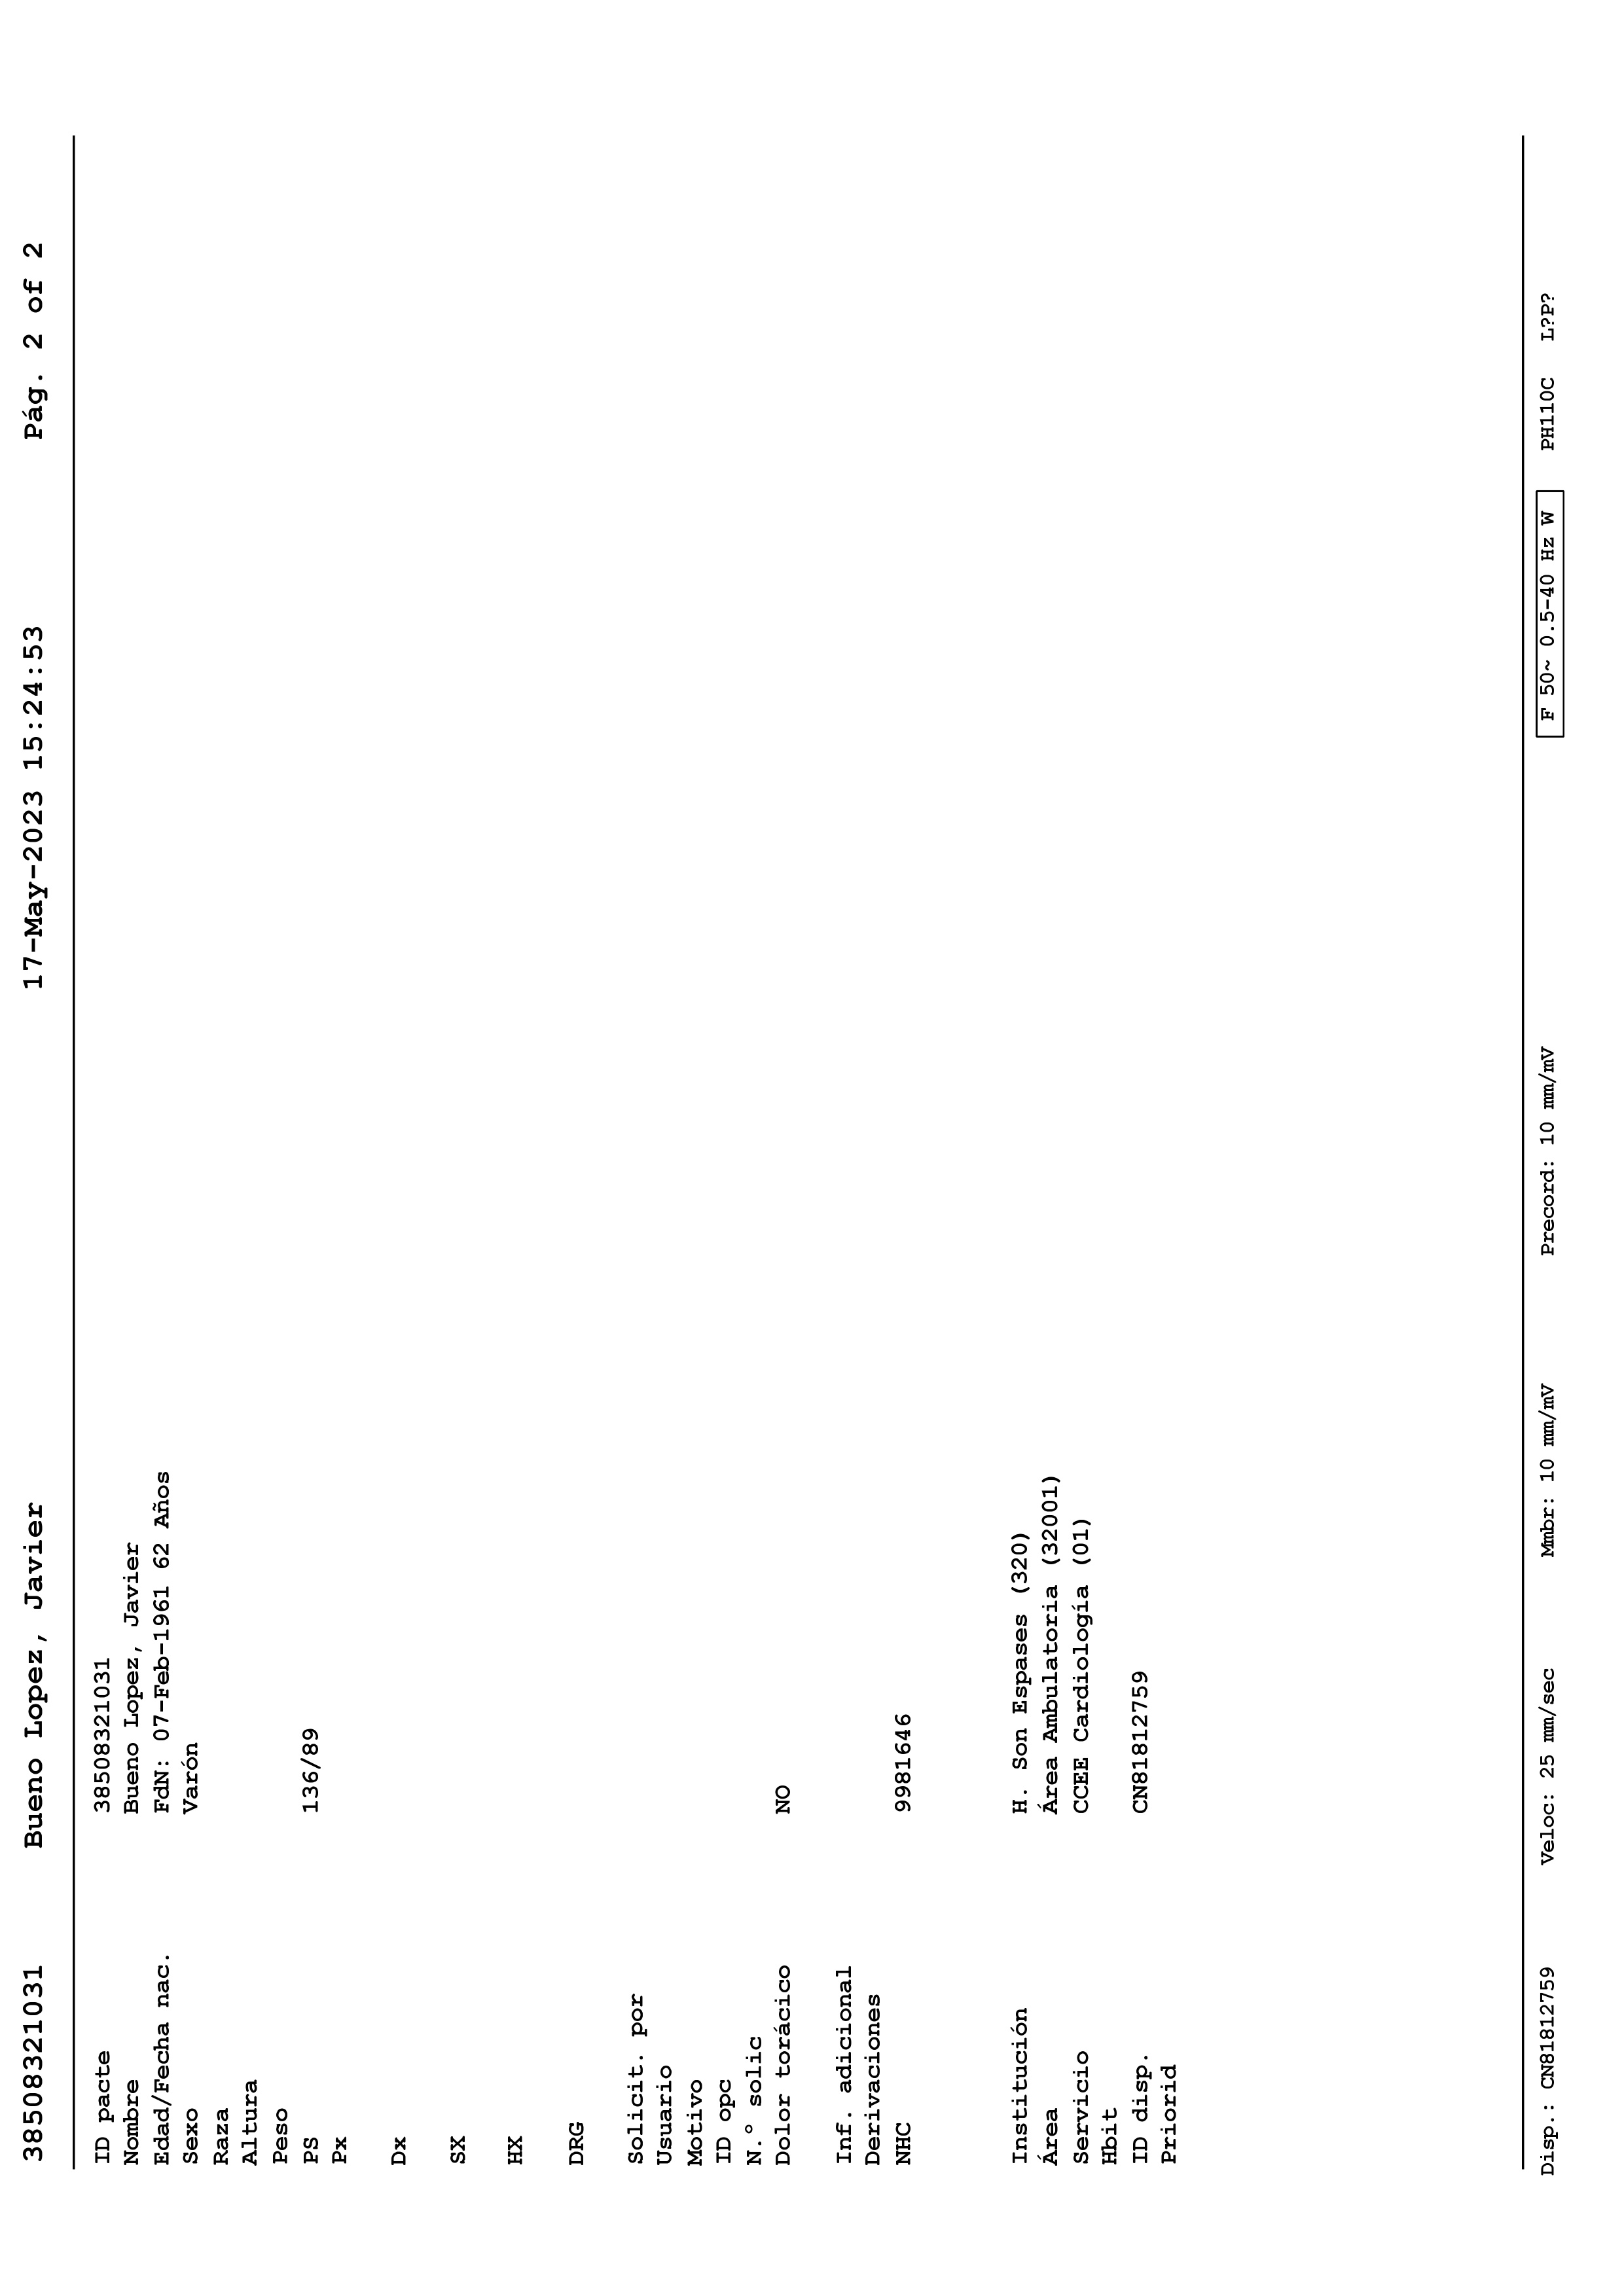 38508321031 Bueno Lopez, Javier 17-May-2023 15:24:53 Pág. 2 of 2
ID pacte 38508321031
Nombre Bueno Lopez, Javier
Edad/Fecha nac. FdN: 07-Feb-1961 62 Años
Sexo Varón
Raza
Altura
Peso
PS 136/89
Px
Dx
SX
HX
DRG
Solicit. por
Usuario
Motivo
ID opc
N.º solic
Dolor torácico NO
Inf. adicional
Derivaciones
NHC 9981646
Institución H. Son Espases (320)
Área Área Ambulatoria (32001)
Servicio CCEE Cardiología (01)
Hbit
ID disp. CN81812759
Priorid
Disp.: CN81812759 Veloc: 25 mm/sec Mmbr: 10 mm/mV Precord: 10 mm/mV F 50~ 0.5-40 Hz W PH110C L?P?